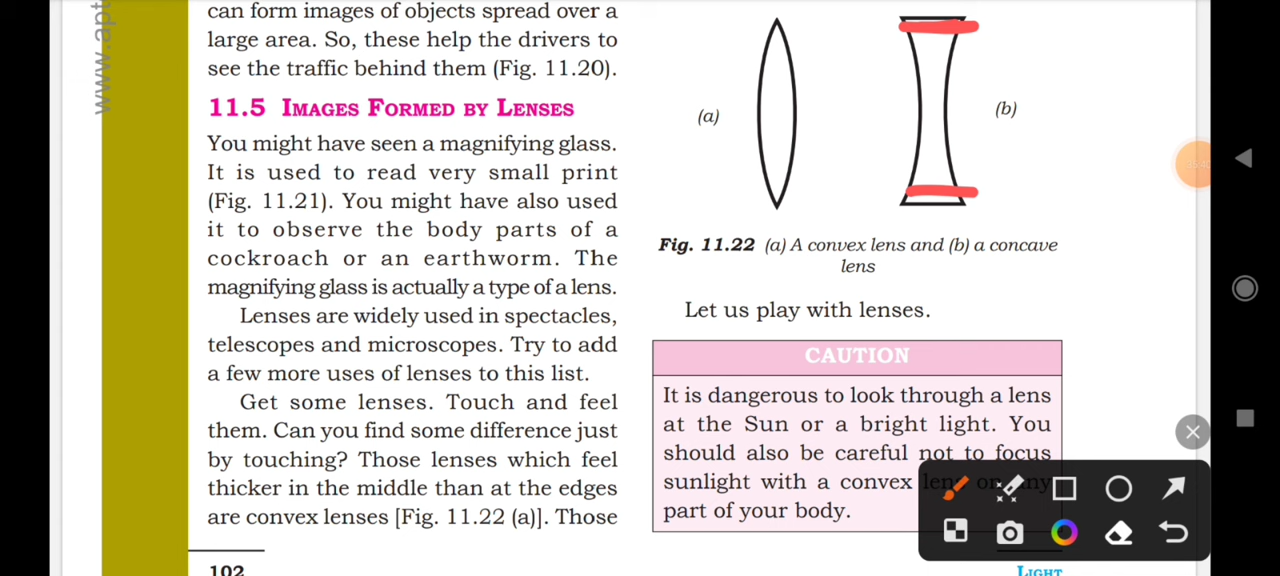 can form images of objects spread over a
large area. So, these help the drivers to
see the traffic behind them (Fig. 11.20).
11.5 IMAGES FORMED BY LENSES
You might have seen a magnifying glass.
It is used to read very small print
(Fig. 11.21). You might have also used
it to observe the body parts of a
cockroach or an earthworm. The
magnifying glass is actually a type of a lens.
Lenses are widely used in spectacles,
telescopes and microscopes. Try to add
a few more uses of lenses to this list.
Get some lenses. Touch and feel
them. Can you find some difference just
by touching? Those lenses which feel
thicker in the middle than at the edges
are convex lenses [Fig. 11.22 (a)]. Those
102
(a)
(b)
Fig. 11.22 (a) A convex lens and (b) a concave
lens
Let us play with lenses.
CAUTION
It is dangerous to look through a lens
at the Sun or a bright light. You
should also be careful not to focus
sunlight with a convex lens on any
part of your body.
LIGHT
www.apt